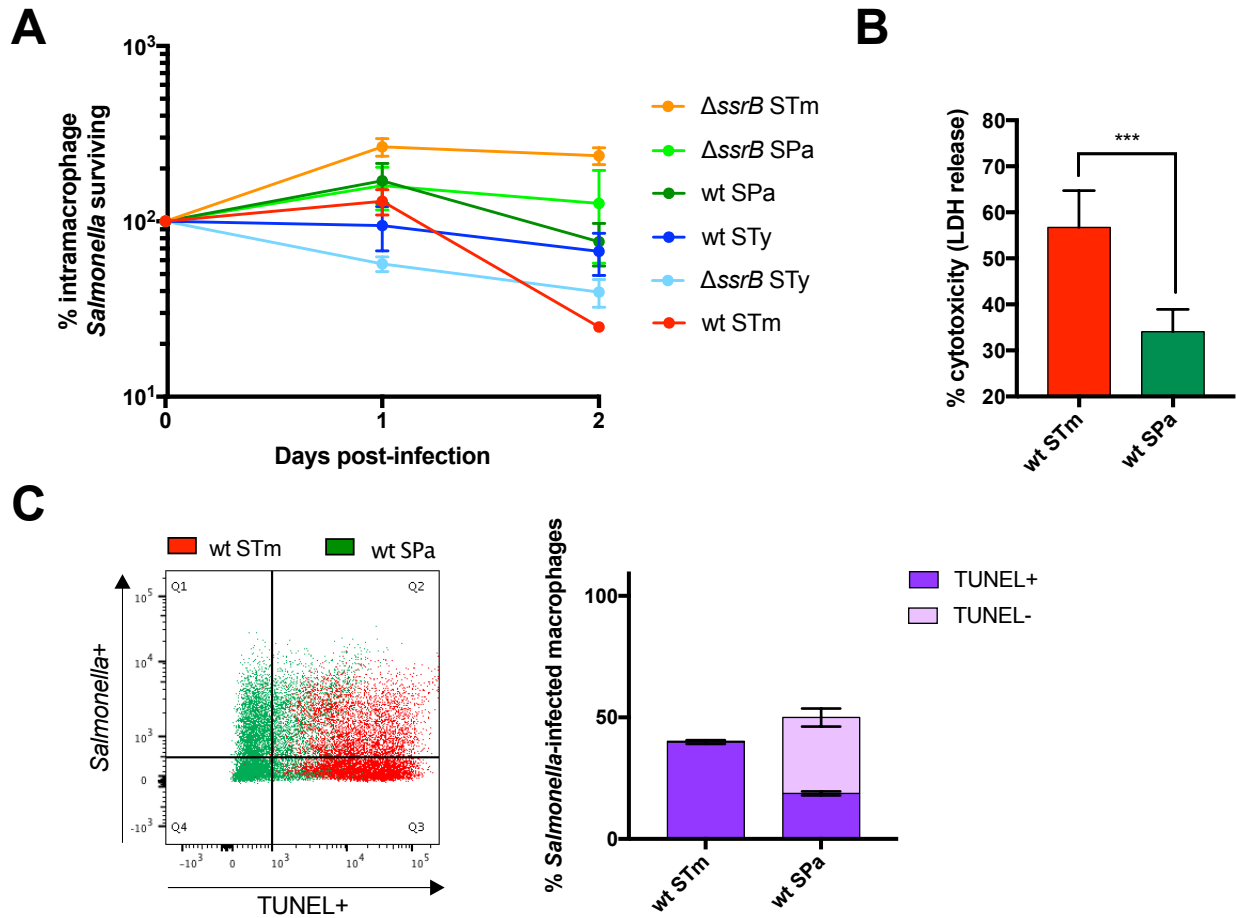 A
% intramacrophage
Salmonella surviving
10³
10²
10¹
0
1
2
Days post-infection
ΔssrB STm
ΔssrB SPa
wt SPa
wt STy
ΔssrB STy
wt STm
B
% cytotoxicity (LDH release)
80
70
60
50
40
30
20
***
wt STm
wt SPa
C
wt STm
wt SPa
Salmonella+
Q1
Q2
Q4
Q3
10⁵
10⁴
10³
0
-10³
-10³
0
10³
10⁴
10⁵
TUNEL+
% Salmonella-infected macrophages
100
50
0
wt STm
wt SPa
TUNEL+
TUNEL-